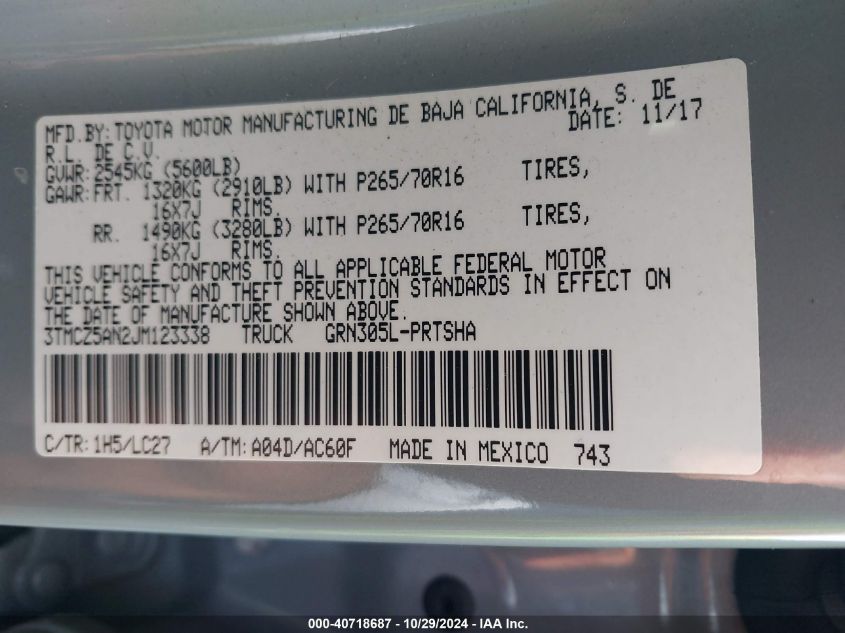 MFD.BY: TOYOTA MOTOR MANUFACTURING DE BAJA CALIFORNIA, S. DE
R.L. DE C.V. DATE: 11/17
GVWR: 2545KG (5600LB)
GAWR: FRT. 1320KG (2910LB) WITH P265/70R16 TIRES,
16X7J RIMS.
RR. 1490KG (3280LB) WITH P265/70R16 TIRES,
16X7J RIMS.
THIS VEHICLE CONFORMS TO ALL APPLICABLE FEDERAL MOTOR
VEHICLE SAFETY AND THEFT PREVENTION STANDARDS IN EFFECT ON
THE DATE OF MANUFACTURE SHOWN ABOVE.
3TMCZ5AN2JM123338 TRUCK GRN305L-PRTSHA
C/TR: 1H5/LC27 A/TM: A04D/AC60F MADE IN MEXICO 743
000-40718687 - 10/29/2024 - IAA Inc.